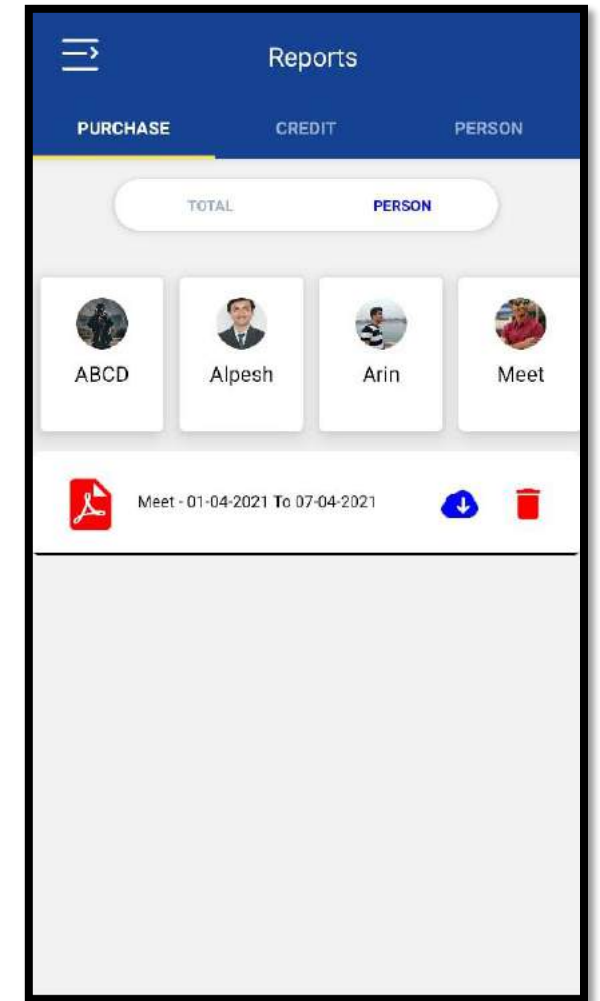 Reports
PURCHASE CREDIT PERSON
TOTAL PERSON
ABCD Alpesh Arin Meet
Meet - 01-04-2021 To 07-04-2021